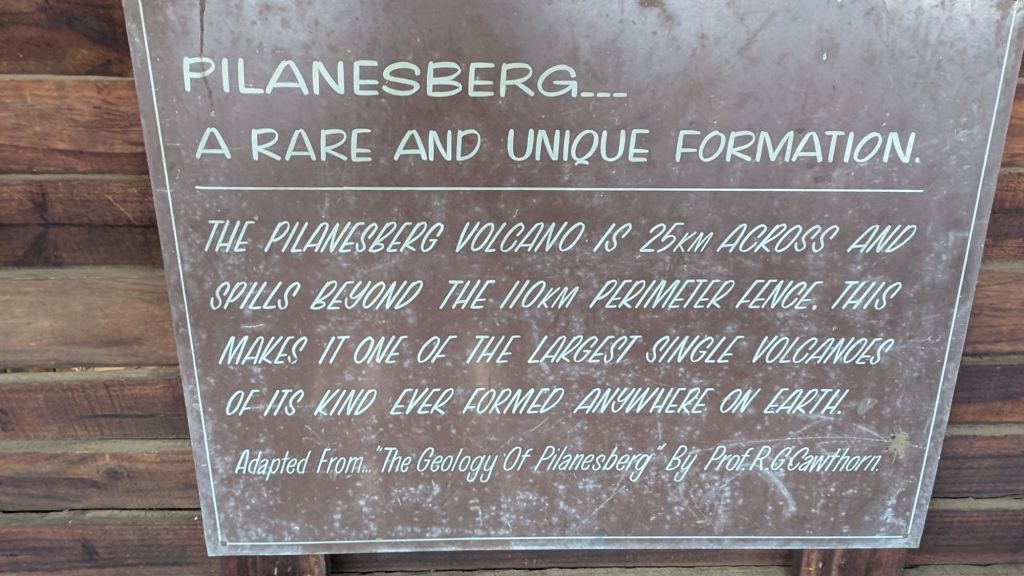 PILANESBERG...
A RARE AND UNIQUE FORMATION.
THE PILANESBERG VOLCANO IS 25KM ACROSS AND
SPILLS BEYOND THE 110KM PERIMETER FENCE. THIS
MAKES IT ONE OF THE LARGEST SINGLE VOLCANOES
OF ITS KIND EVER FORMED ANYWHERE ON EARTH.
Adapted From... "The Geology Of Pilanesberg" By Prof. R.G Cawthorn.